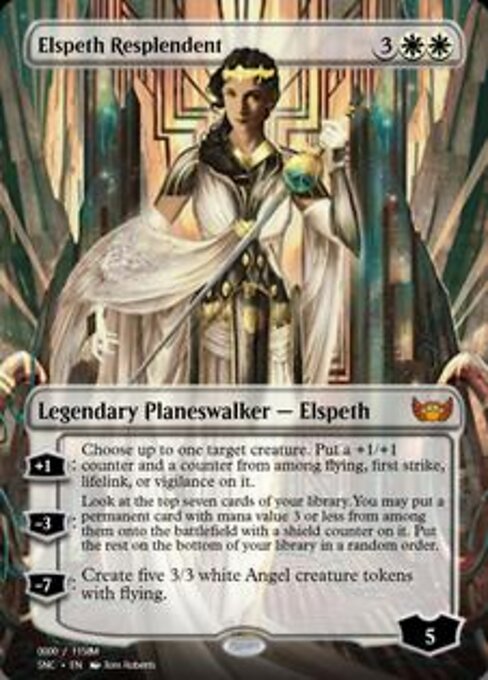 Elspeth Resplendent 3
Legendary Planeswalker — Elspeth
+1: Choose up to one target creature. Put a +1/+1
counter and a counter from among flying, first strike,
lifelink, or vigilance on it.
Look at the top seven cards of your library. You may put a
-3: permanent card with mana value 3 or less from among
them onto the battlefield with a shield counter on it. Put
the rest on the bottom of your library in a random order.
-7: Create five 3/3 white Angel creature tokens
with flying.
5
SNC • EN Tom Roberts